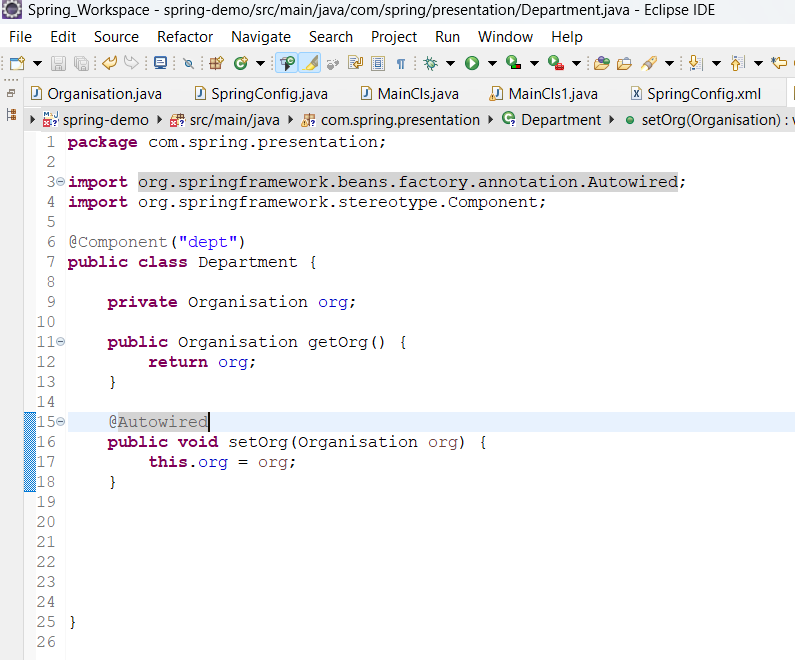 Spring_Workspace - spring-demo/src/main/java/com/spring/presentation/Department.java - Eclipse IDE
File Edit Source Refactor Navigate Search Project Run Window Help
Organisation.java SpringConfig.java MainCls.java MainCls1.java SpringConfig.xml
spring-demo src/main/java com.spring.presentation Department setOrg(Organisation) :
1 package com.spring.presentation;
2
3 import org.springframework.beans.factory.annotation.Autowired;
4 import org.springframework.stereotype.Component;
5
6 @Component("dept")
7 public class Department {
8
9 private Organisation org;
10
11 public Organisation getOrg() {
12 return org;
13 }
14
15 @Autowired
16 public void setOrg(Organisation org) {
17 this.org = org;
18 }
19
20
21
22
23
24
25 }
26